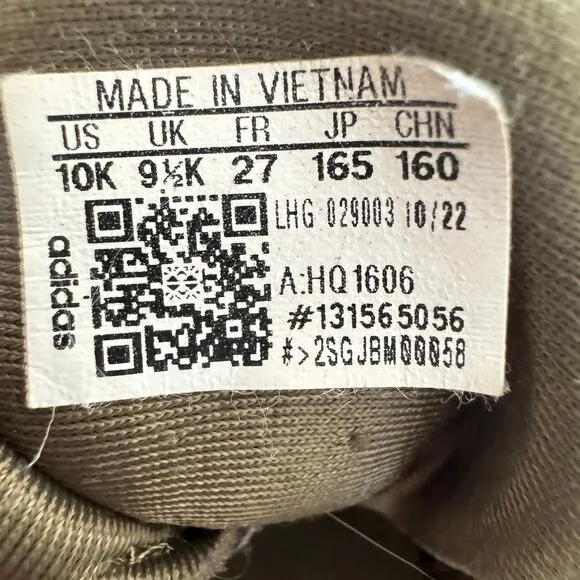 MADE IN VIETNAM
US UK FR JP CHN
10K 9½K 27 165 160
LHG 029003 10/22
A:HQ1606
#131565056
#>2SGJBM00058
adidas